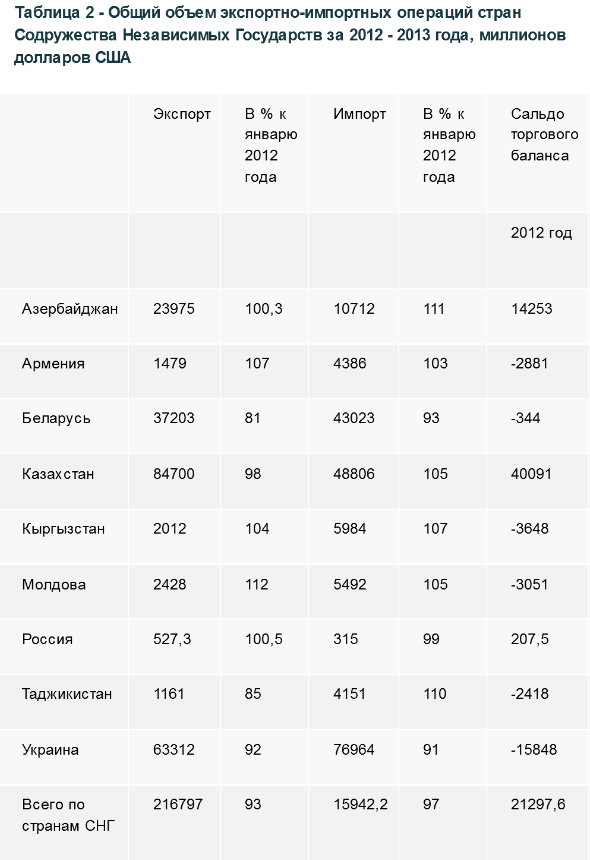 Таблица 2 - Общий объем экспортно-импортных операций стран
Содружества Независимых Государств за 2012 - 2013 года, миллионов
долларов США
Экспорт В % к январю 2012 года Импорт В % к январю 2012 года Сальдо торгового баланса
2012 год
Азербайджан 23975 100,3 10712 111 14253
Армения 1479 107 4386 103 -2881
Беларусь 37203 81 43023 93 -344
Казахстан 84700 98 48806 105 40091
Кыргызстан 2012 104 5984 107 -3648
Молдова 2428 112 5492 105 -3051
Россия 527,3 100,5 315 99 207,5
Таджикистан 1161 85 4151 110 -2418
Украина 63312 92 76964 91 -15848
Всего по странам СНГ 216797 93 15942,2 97 21297,6